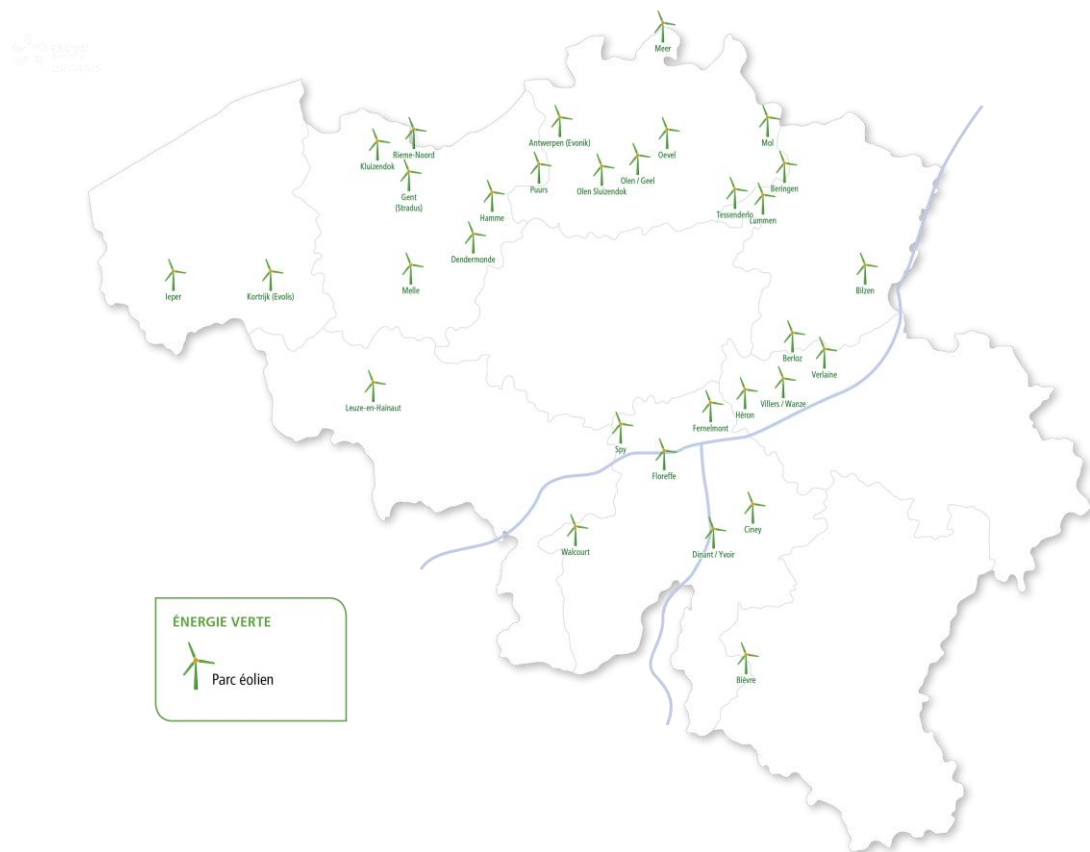 Meer
Antwerpen (Evonik)
Rieme-Noord
Kluizendok
Oevel
Mol
Olen / Geel
Olen Sluizendok
Puurs
Beringen
Gent
(Stradus)
Hamme
Tessenderlo
Lummen
Dendermonde
Ieper
Kortrijk (Evolis)
Melle
Bilzen
Berloz
Verlaine
Leuze-en-Hainaut
Héron
Villers / Wanze
Fernelmont
Spy
Floreffe
Ciney
Walcourt
Dinant / Yvoir
Bièvre
ÉNERGIE VERTE
Parc éolien